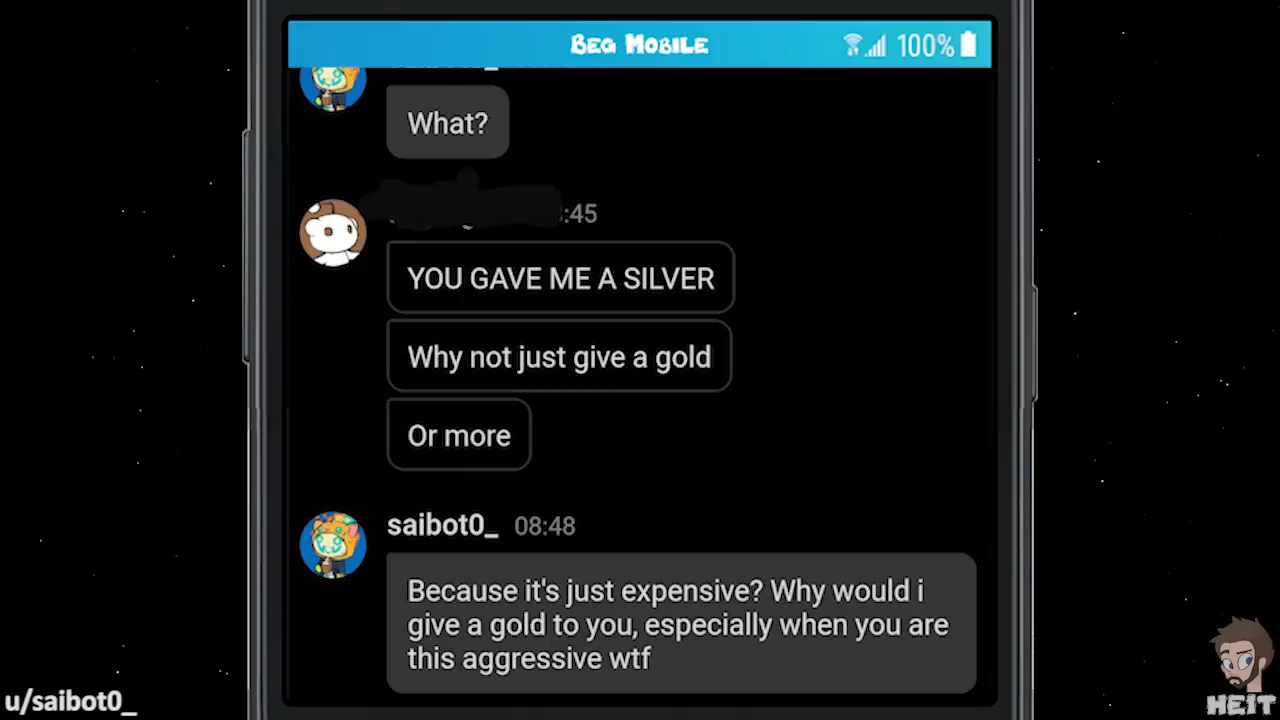 BEG MOBILE
100%
What?
:45
YOU GAVE ME A SILVER
Why not just give a gold
Or more
saibot0_ 08:48
Because it's just expensive? Why would i
give a gold to you, especially when you are
this aggressive wtf
u/saibot0_
HEIT